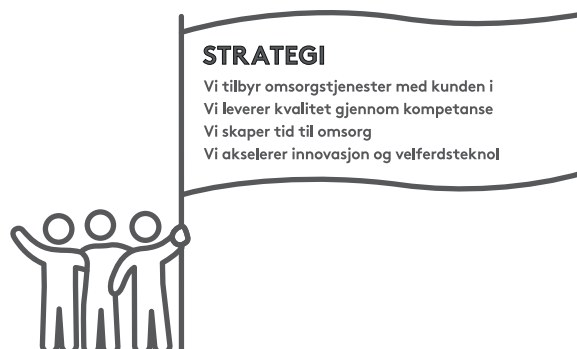 STRATEGI
Vi tilbyr omsorgstjenester med kunden i
Vi leverer kvalitet gjennom kompetanse
Vi skaper tid til omsorg
Vi akselerer innovasjon og velferdsteknol